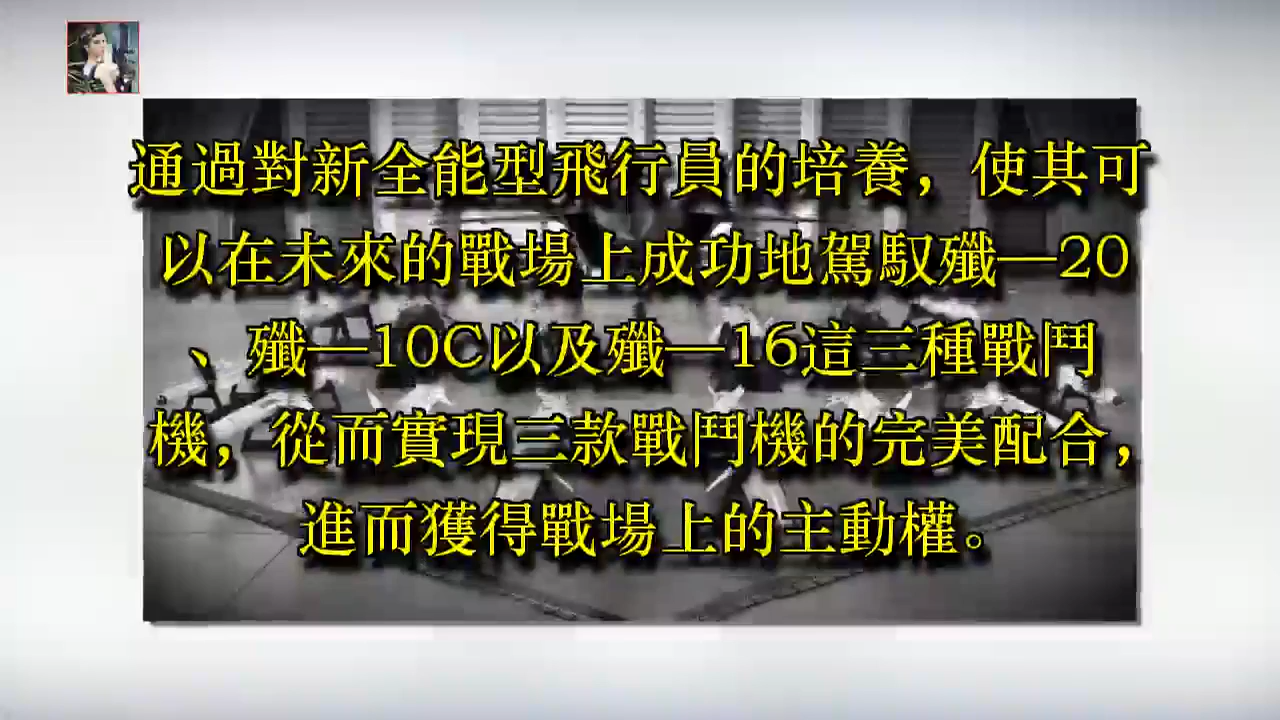 通過對新全能型飛行員的培養，使其可
以在未來的戰場上成功地駕馭殲—20
、殲—10C以及殲—16這三種戰鬥
機，從而實現三款戰鬥機的完美配合，
進而獲得戰場上的主動權。